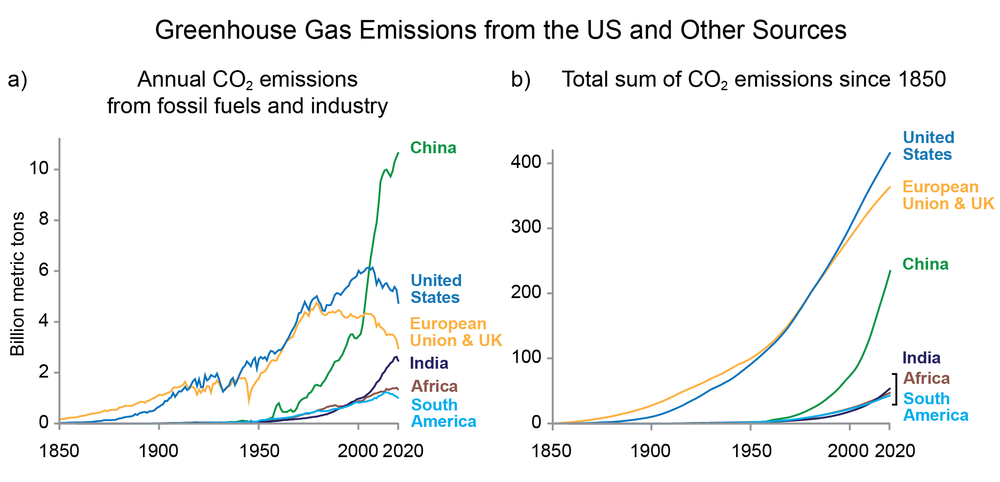 Greenhouse Gas Emissions from the US and Other Sources
a)
Annual CO₂ emissions
from fossil fuels and industry
Billion metric tons
10
8
6
4
2
0
1850
1900
1950
2000
2020
China
United
States
European
Union & UK
India
Africa
South
America
b)
Total sum of CO₂ emissions since 1850
400
300
200
100
0
1850
1900
1950
2000
2020
United
States
European
Union & UK
China
India
Africa
South
America